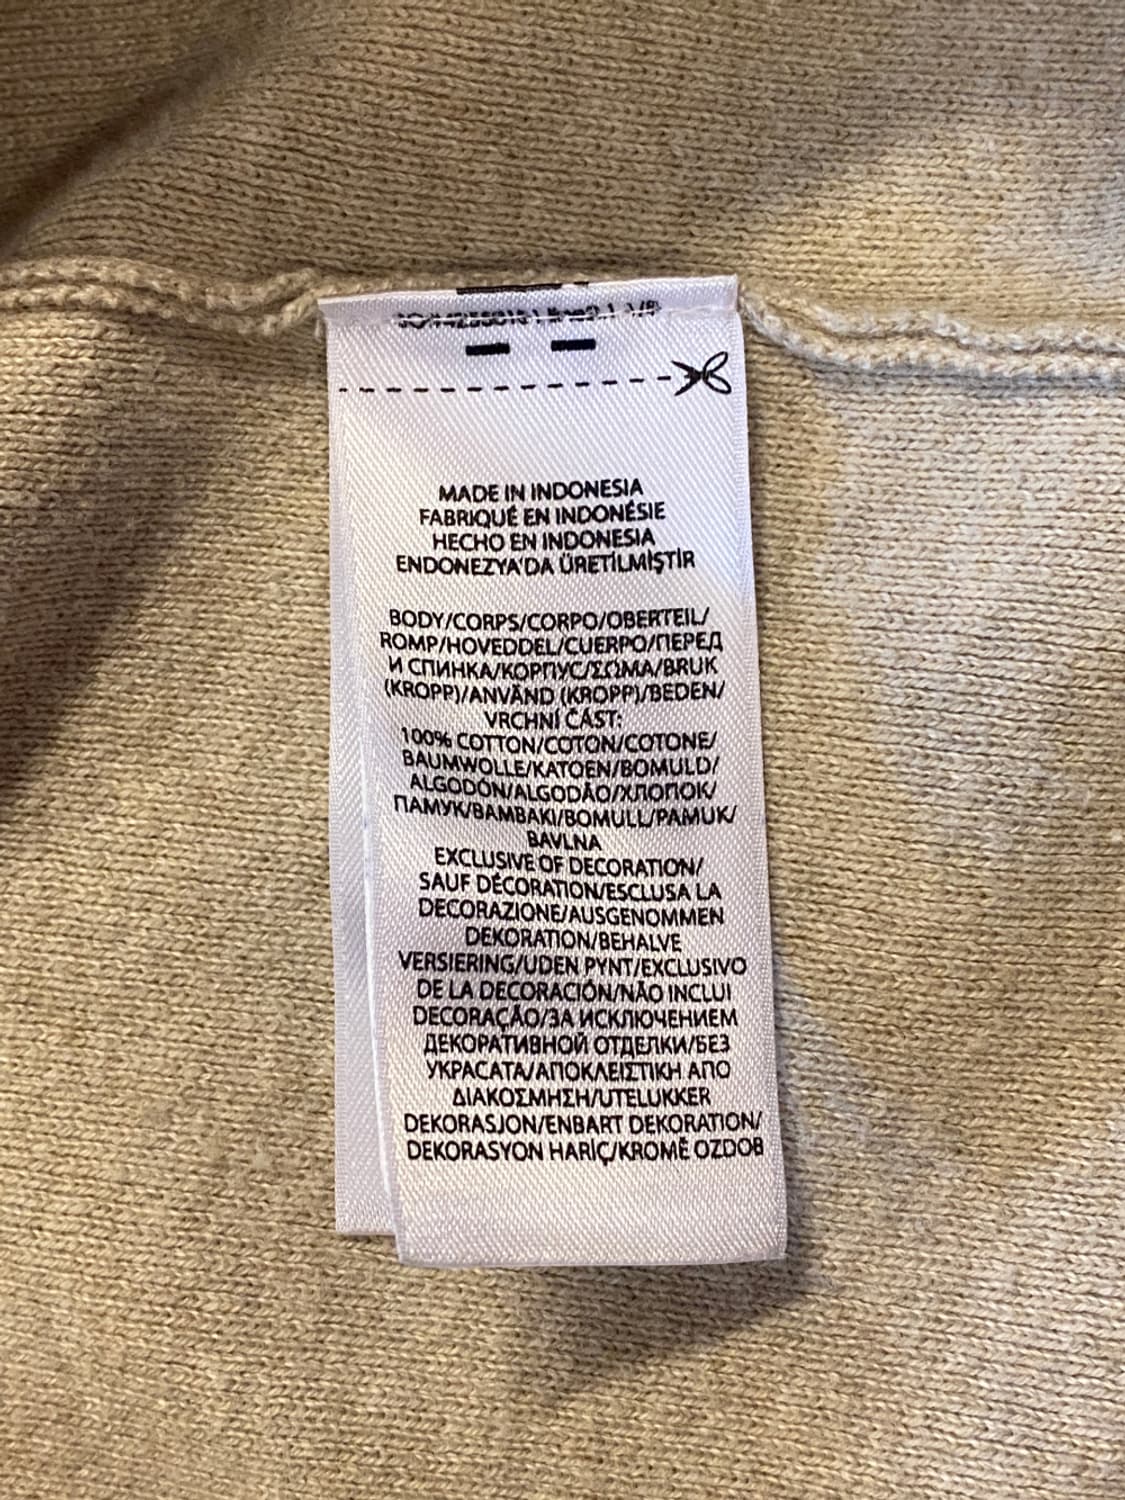 MADE IN INDONESIA
FABRIQUÉ EN INDONÉSIE
HECHO EN INDONESIA
ENDONEZYA'DA ÜRETİLMİŞTİR
BODY/CORPS/CORPO/OBERTEIL/
ROMP/HOVEDDEL/CUERPO/ПЕРЕД
И СПИНКА/КОРПУС/ΣΩΜΑ/BRUK
(KROPP)/ANVÄND (KROPP)/BEDEN/
VRCHNÍ ČÁST:
100% COTTON/COTON/COTONE/
BAUMWOLLE/KATOEN/BOMULD/
ALGODÓN/ALGODÃO/ХЛОПОК/
ПАМУК/ΒΑΜΒΑΚΙ/BOMULL/PAMUK/
BAVLNA
EXCLUSIVE OF DECORATION/
SAUF DÉCORATION/ESCLUSA LA
DECORAZIONE/AUSGENOMMEN
DEKORATION/BEHALVE
VERSIERING/UDEN PYNT/EXCLUSIVO
DE LA DECORACIÓN/NÃO INCLUI
DECORAÇÃO/ЗА ИСКЛЮЧЕНИЕМ
ДЕКОРАТИВНОЙ ОТДЕЛКИ/БЕЗ
УКРАСАТА/ΑΠΟΚΛΕΙΣΤΙΚΗ ΑΠΟ
ΔΙΑΚΟΣΜΗΣΗ/UTELUKKER
DEKORASJON/ENBART DEKORATION/
DEKORASYON HARİÇ/KROMĚ OZDOB